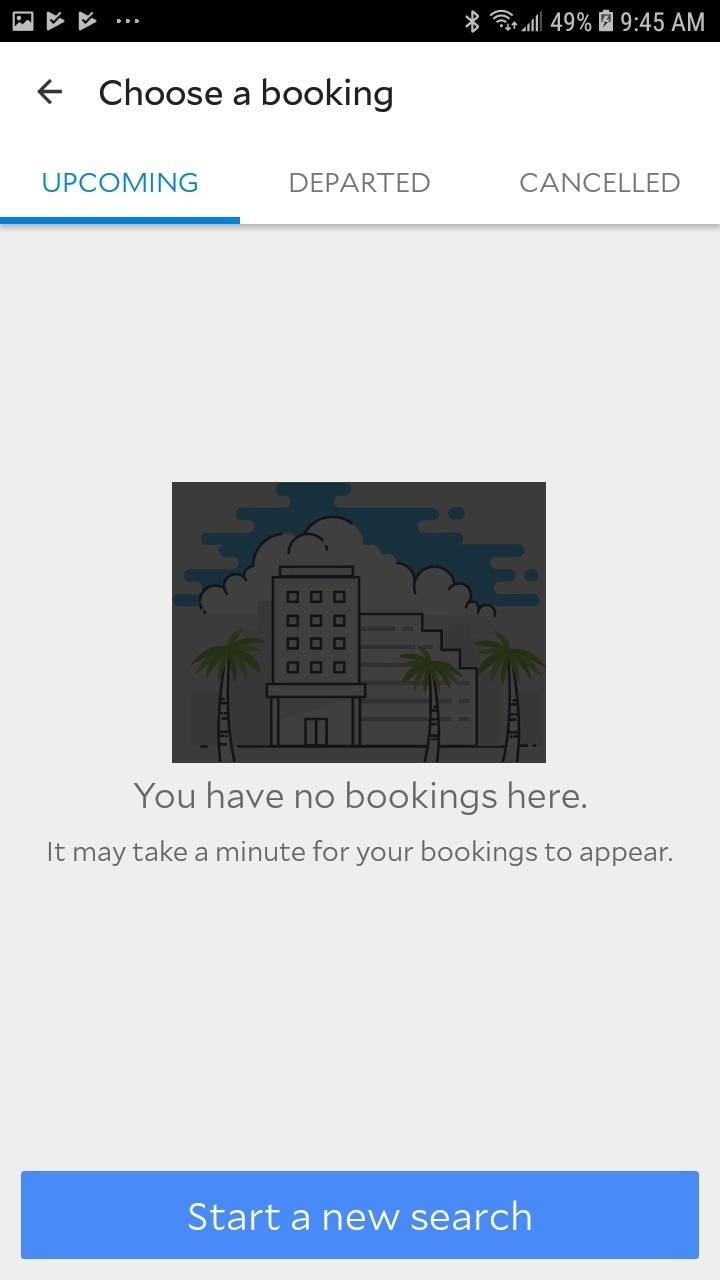 49% 9:45 AM
Choose a booking
UPCOMING DEPARTED CANCELLED
You have no bookings here.
It may take a minute for your bookings to appear.
Start a new search